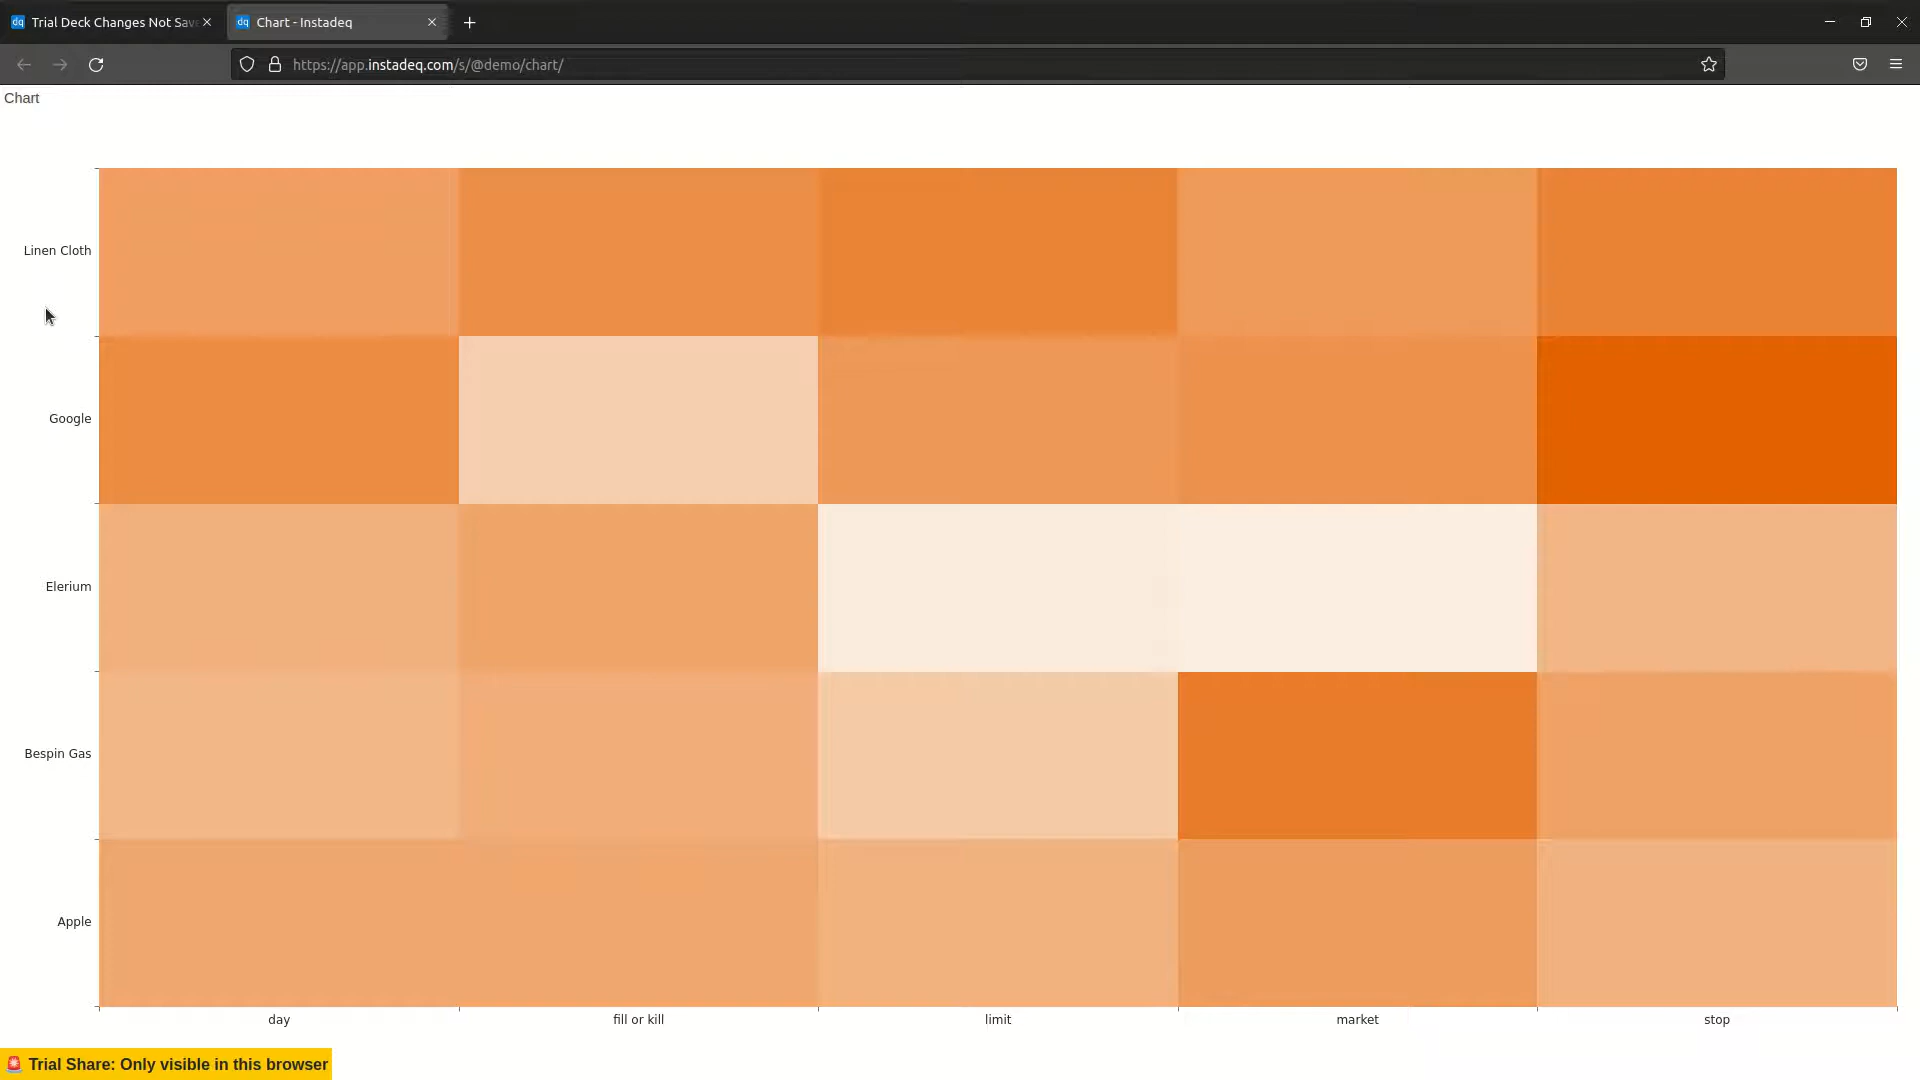 Trial Deck Changes Not Sav
Chart - Instadeq
https://app.instadeq.com/s/@demo/chart/
Chart
Linen Cloth
Google
Elerium
Bespin Gas
Apple
day fill or kill limit market stop
🚨 Trial Share: Only visible in this browser